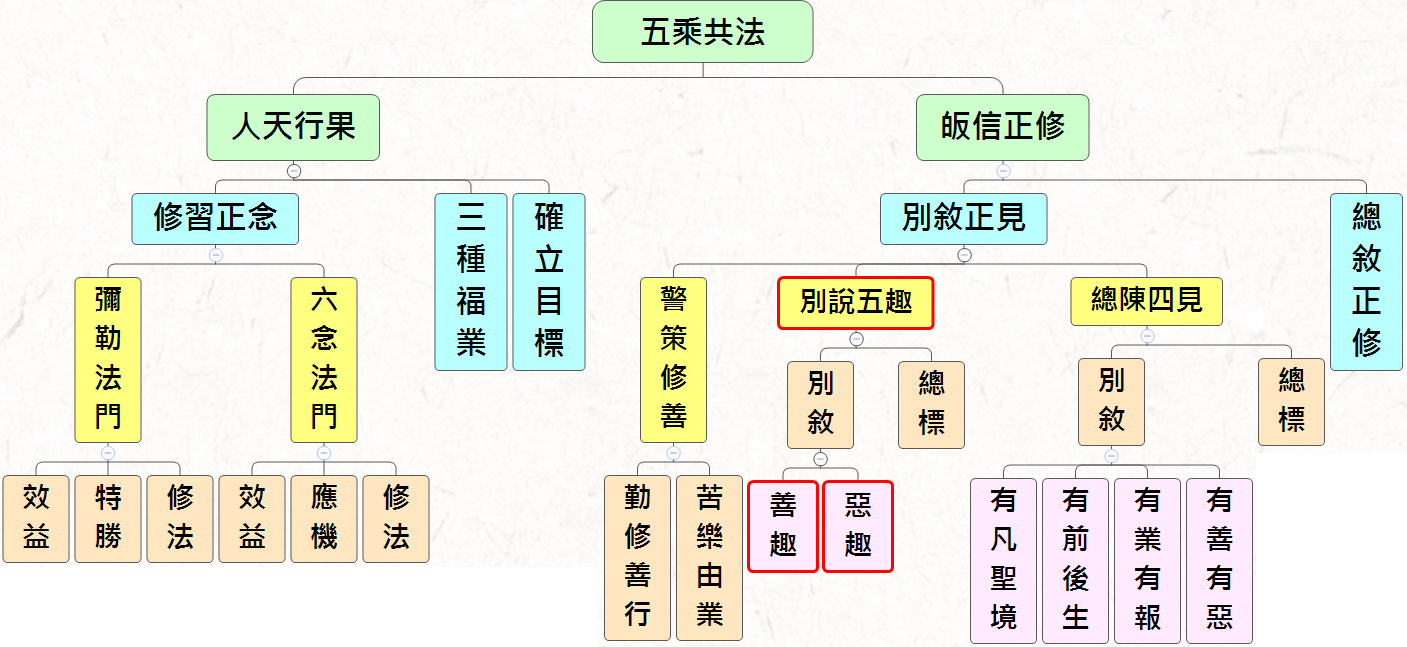 五乘共法
人天行果
皈信正修
修習正念
三種福業
確立目標
別敘正見
總敘正修
彌勒法門
六念法門
警策修善
別說五趣
總陳四見
別敘
總標
別敘
總標
效益
特勝
修法
效益
應機
修法
勤修善行
苦樂由業
善趣
惡趣
有凡聖境
有前後生
有業有報
有善有惡